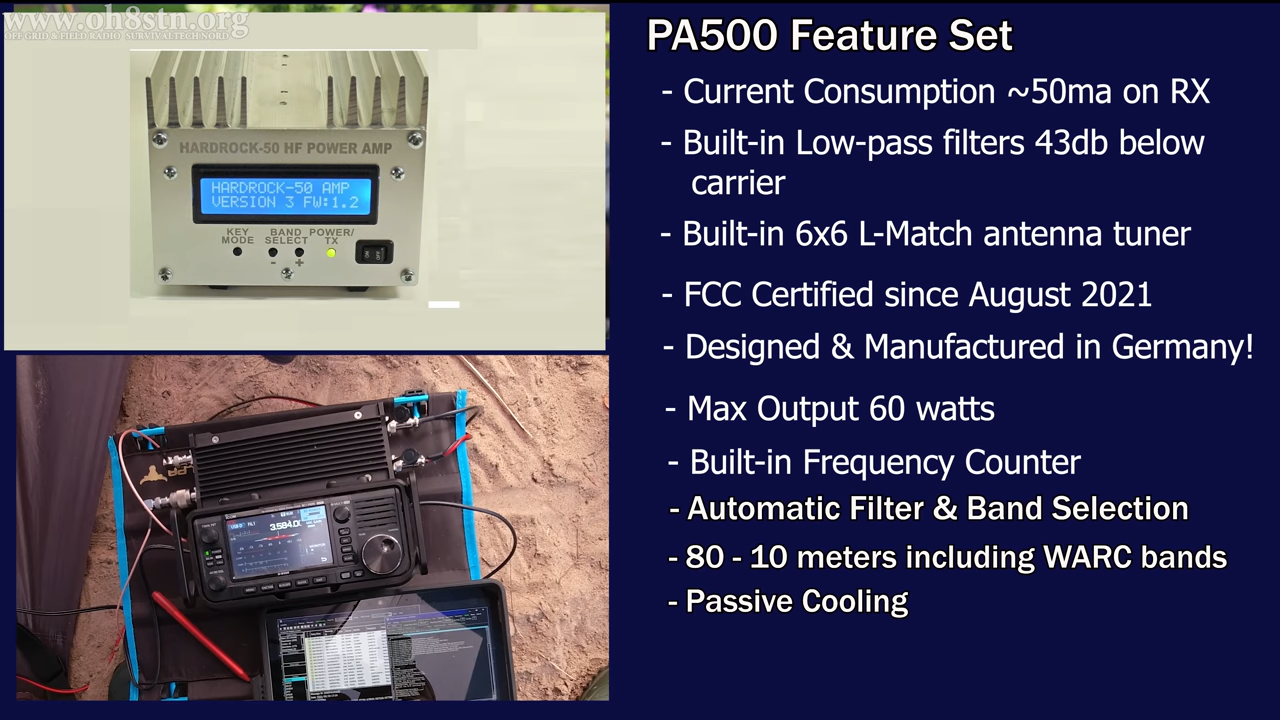 www.oh8stn.org
OFF GRID & FIELD RADIO SURVIVALTECH NORD
HARDROCK-50 HF POWER AMP
HARDROCK-50 AMP
VERSION 3 FW:1.2
KEY MODE
BAND SELECT
POWER/ TX
- +
ON OFF
3.584.00
PA500 Feature Set
- Current Consumption ~50ma on RX
- Built-in Low-pass filters 43db below
carrier
- Built-in 6x6 L-Match antenna tuner
- FCC Certified since August 2021
- Designed & Manufactured in Germany!
- Max Output 60 watts
- Built-in Frequency Counter
- Automatic Filter & Band Selection
- 80 - 10 meters including WARC bands
- Passive Cooling